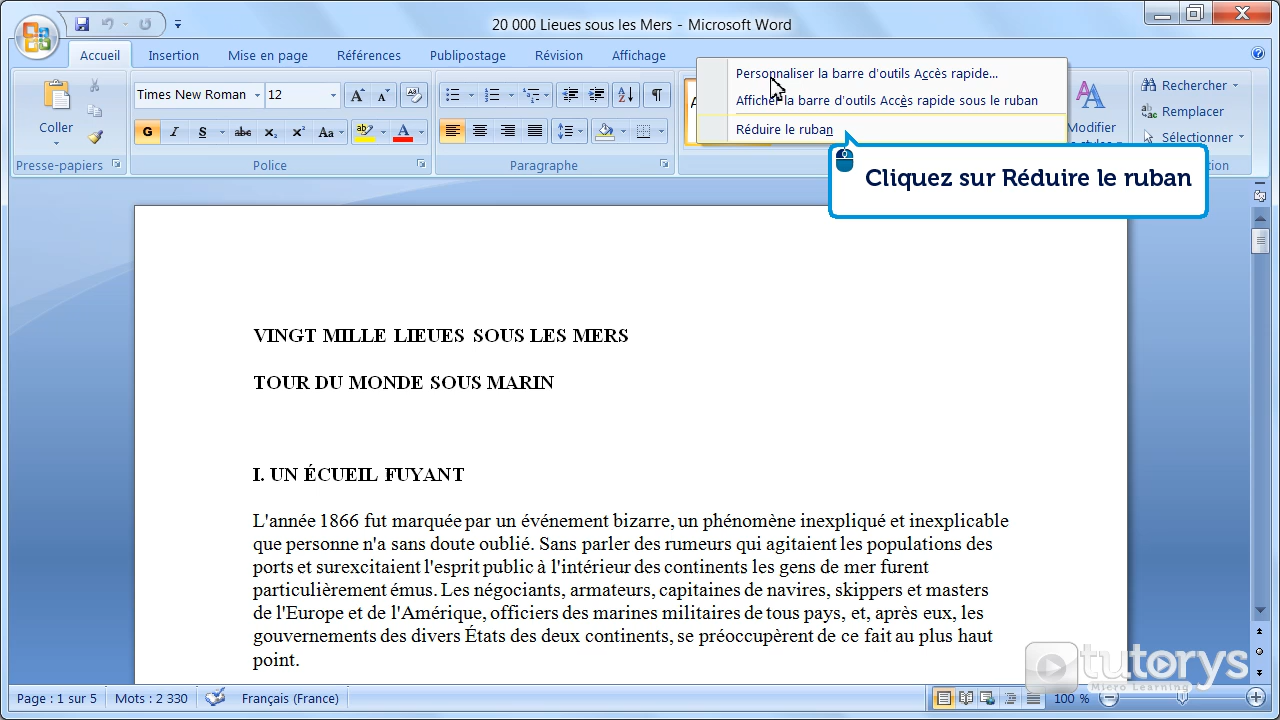 20 000 Lieues sous les Mers - Microsoft Word
Accueil
Insertion
Mise en page
Références
Publipostage
Révision
Affichage
Personnaliser la barre d'outils Accès rapide...
Afficher la barre d'outils Accès rapide sous le ruban
Réduire le ruban
Coller
Times New Roman
12
G I S abc x₂ x² Aa
Modifier
Rechercher
Remplacer
Sélectionner
Presse-papiers
Police
Paragraphe
Cliquez sur Réduire le ruban
VINGT MILLE LIEUES SOUS LES MERS
TOUR DU MONDE SOUS MARIN
I. UN ÉCUEIL FUYANT
L'année 1866 fut marquée par un événement bizarre, un phénomène inexpliqué et inexplicable
que personne n'a sans doute oublié. Sans parler des rumeurs qui agitaient les populations des
ports et surexcitaient l'esprit public à l'intérieur des continents les gens de mer furent
particulièrement émus. Les négociants, armateurs, capitaines de navires, skippers et masters
de l'Europe et de l'Amérique, officiers des marines militaires de tous pays, et, après eux, les
gouvernements des divers États des deux continents, se préoccupèrent de ce fait au plus haut
point.
tutorys
Micro Learning
Page : 1 sur 5
Mots : 2 330
Français (France)
100 %